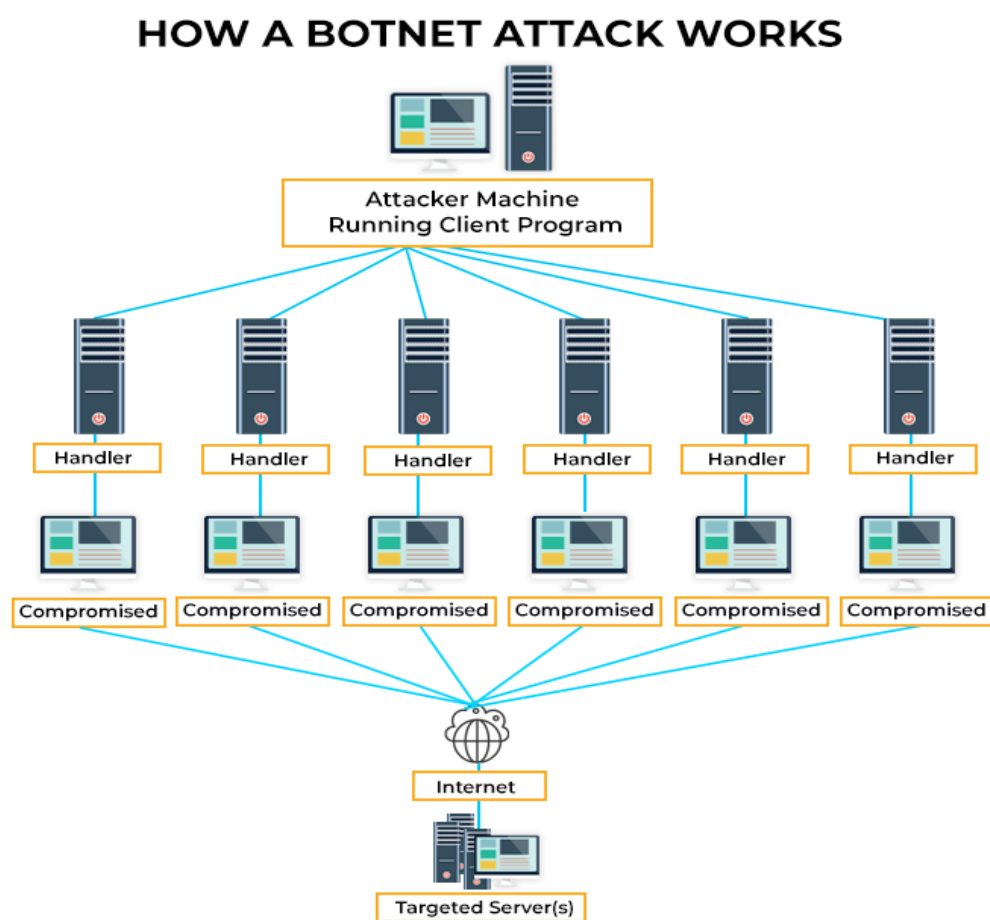 HOW A BOTNET ATTACK WORKS
Attacker Machine
Running Client Program
Handler
Handler
Handler
Handler
Handler
Handler
Compromised
Compromised
Compromised
Compromised
Compromised
Compromised
Internet
Targeted Server(s)